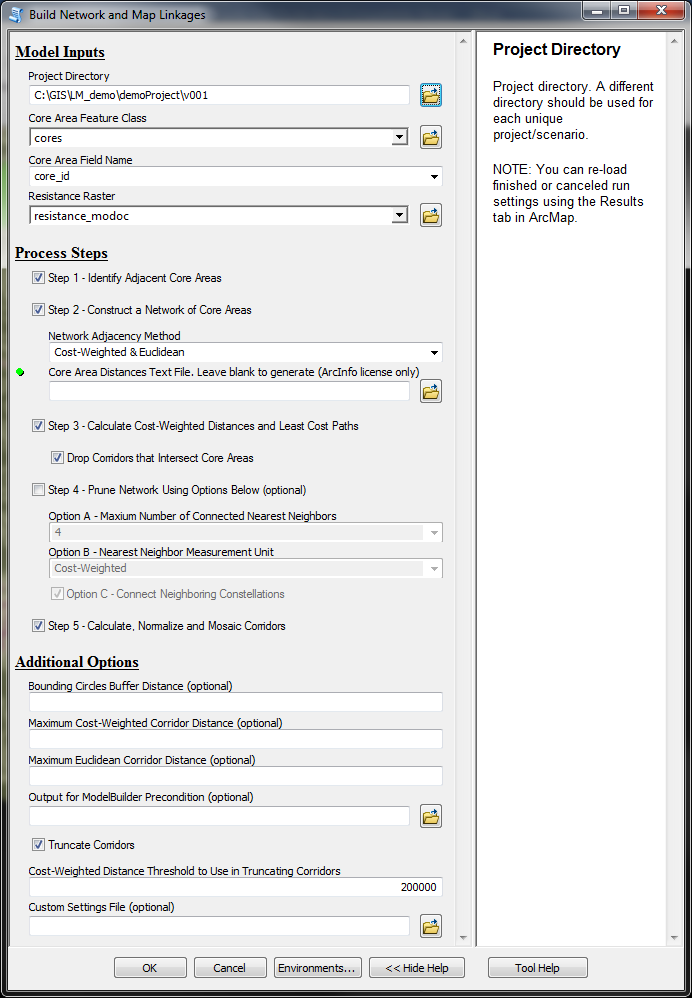 Build Network and Map Linkages
Model Inputs
Project Directory
C:\GIS\LM_demo\demoProject\v001
Core Area Feature Class
cores
Core Area Field Name
core_id
Resistance Raster
resistance_modoc
Process Steps
Step 1 - Identify Adjacent Core Areas
Step 2 - Construct a Network of Core Areas
Network Adjacency Method
Cost-Weighted & Euclidean
Core Area Distances Text File. Leave blank to generate (ArcInfo license only)
Step 3 - Calculate Cost-Weighted Distances and Least Cost Paths
Drop Corridors that Intersect Core Areas
Step 4 - Prune Network Using Options Below (optional)
Option A - Maxium Number of Connected Nearest Neighbors
4
Option B - Nearest Neighbor Measurement Unit
Cost-Weighted
Option C - Connect Neighboring Constellations
Step 5 - Calculate, Normalize and Mosaic Corridors
Additional Options
Bounding Circles Buffer Distance (optional)
Maximum Cost-Weighted Corridor Distance (optional)
Maximum Euclidean Corridor Distance (optional)
Output for ModelBuilder Precondition (optional)
Truncate Corridors
Cost-Weighted Distance Threshold to Use in Truncating Corridors
200000
Custom Settings File (optional)
OK
Cancel
Environments...
<< Hide Help
Project Directory
Project directory. A different
directory should be used for
each unique
project/scenario.
NOTE: You can re-load
finished or canceled run
settings using the Results
tab in ArcMap.
Tool Help